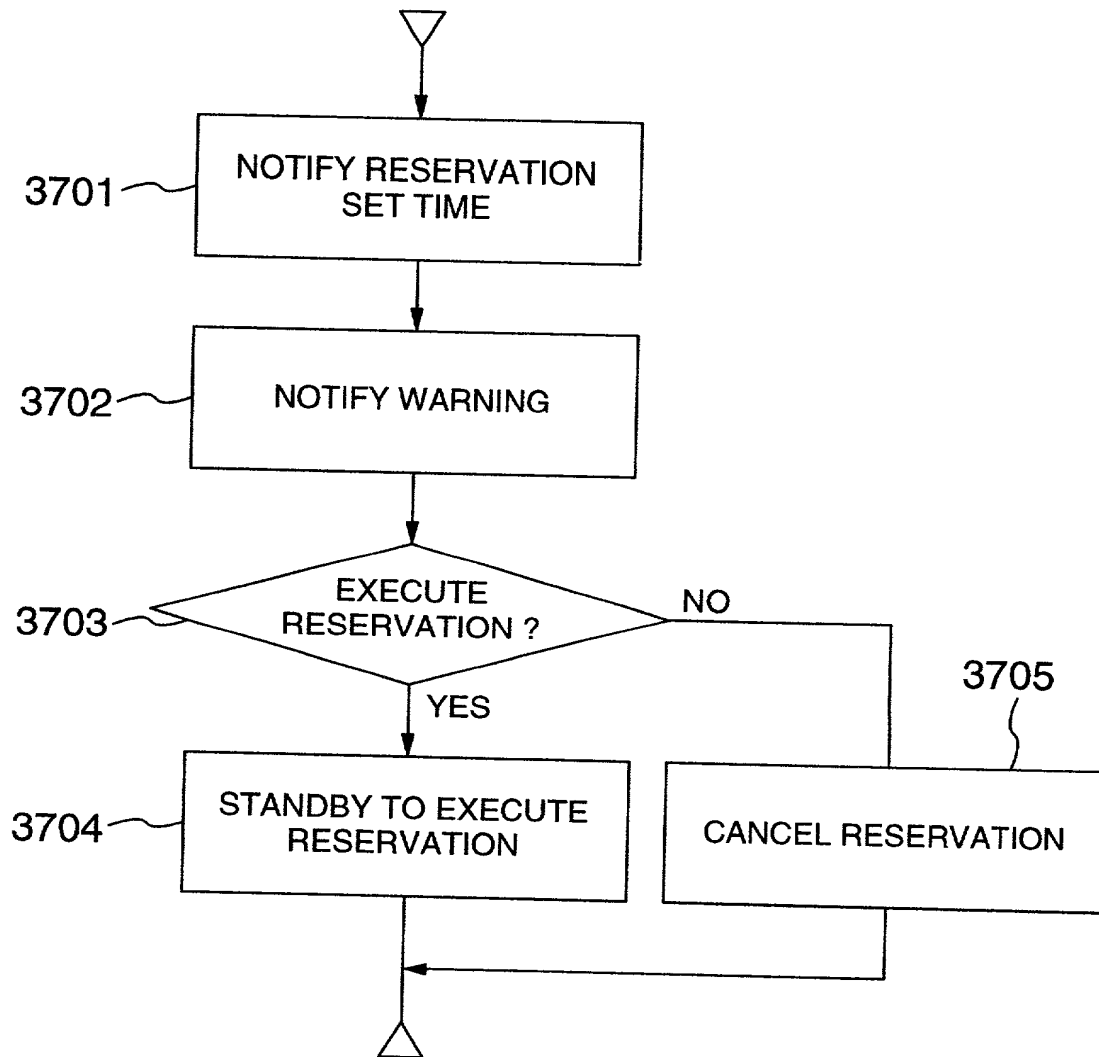 3701
NOTIFY RESERVATION
SET TIME
3702
NOTIFY WARNING
3703
EXECUTE
RESERVATION ?
NO
YES
3704
STANDBY TO EXECUTE
RESERVATION
3705
CANCEL RESERVATION